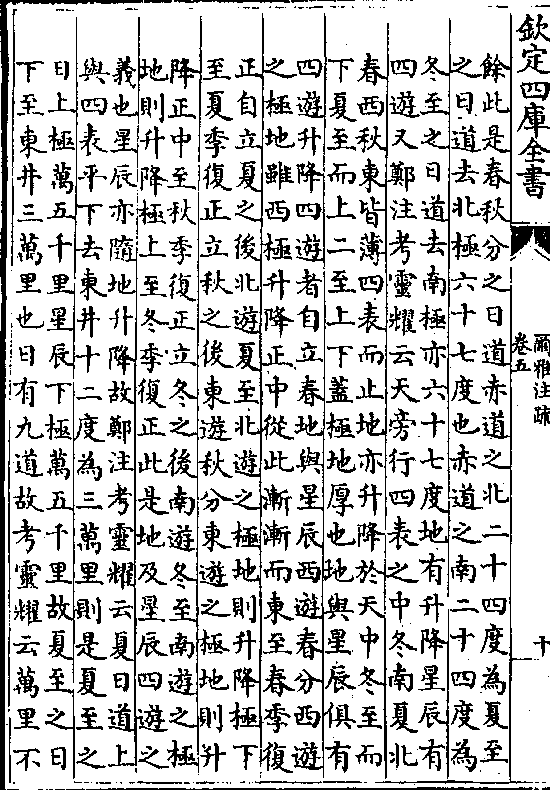 欽定四庫全書
爾雅注疏
卷五
十
餘此是春秋分之日道赤道之北二十四度為夏至
之日道去北極六十七度也赤道之南二十四度為
冬至之日道去南極亦六十七度地有升降星辰有
四遊又鄭注考靈耀云天旁行四表之中冬南夏北
春西秋東皆薄四表而止地亦升降於天中冬至而
下夏至而上二至上下蓋極地厚也地與星辰俱有
四遊升降四遊者自立春地與星辰西遊春分西遊
之極地雖西極升降正中從此漸漸而東至春季復
正自立夏之後北遊夏至北遊之極地則升降極下
至夏季復正立秋之後東遊秋分東遊之極地則升
降正中至秋季復正立冬之後南遊冬至南遊之極
地則升降極上至冬季復正此是地及星辰四遊之
義也星辰亦隨地升降故鄭注考靈耀云夏日道上
與四表平下去東井十二度為三萬里則是夏至之
日上極萬五千里星辰下極萬五千里故夏至之日
下至東井三萬里也日有九道故考靈耀云萬里不